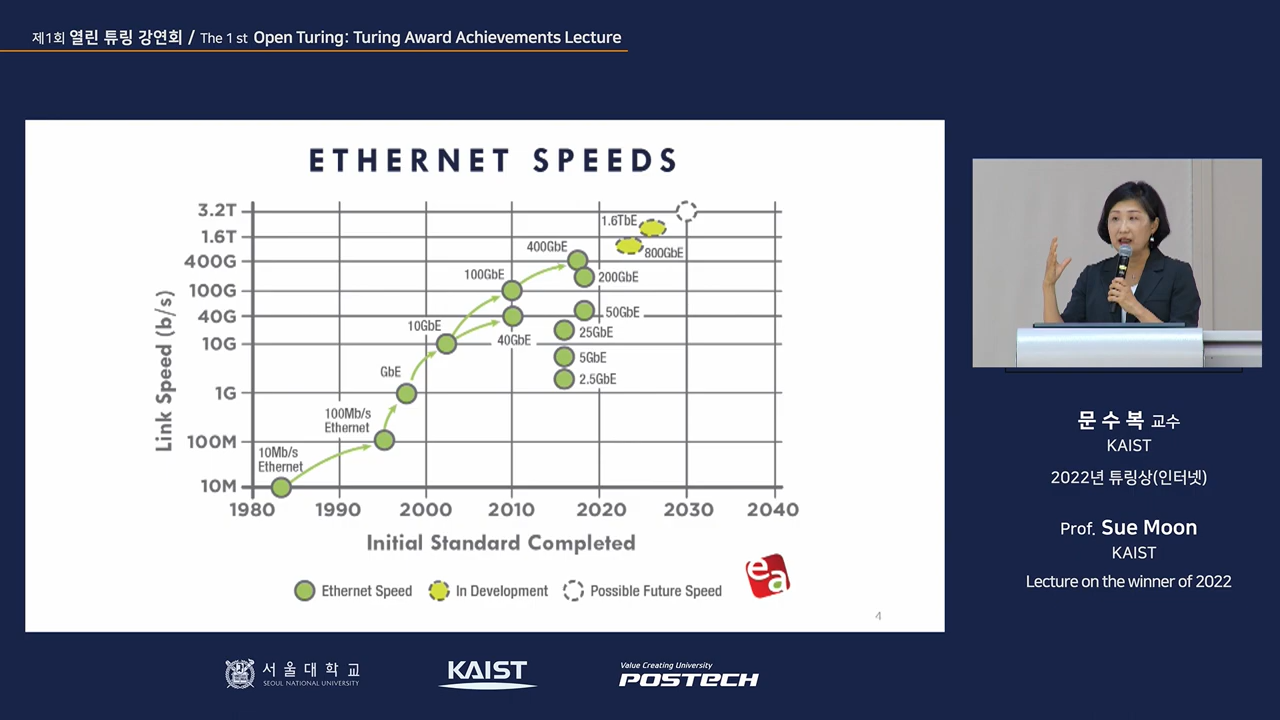 제1회 열린 튜링 강연회 / The 1 st Open Turing: Turing Award Achievements Lecture
ETHERNET SPEEDS
3.2T
1.6T
400G
100G
40G
10G
1G
100M
10M
Link Speed (b/s)
1.6TbE
800GbE
400GbE
200GbE
100GbE
50GbE
40GbE
25GbE
10GbE
5GbE
2.5GbE
GbE
100Mb/s
Ethernet
10Mb/s
Ethernet
1980 1990 2000 2010 2020 2030 2040
Initial Standard Completed
Ethernet Speed In Development Possible Future Speed
ea
4
문수복 교수
KAIST
2022년 튜링상(인터넷)
Prof. Sue Moon
KAIST
Lecture on the winner of 2022
서울대학교
SEOUL NATIONAL UNIVERSITY
KAIST
Value Creating University
POSTECH